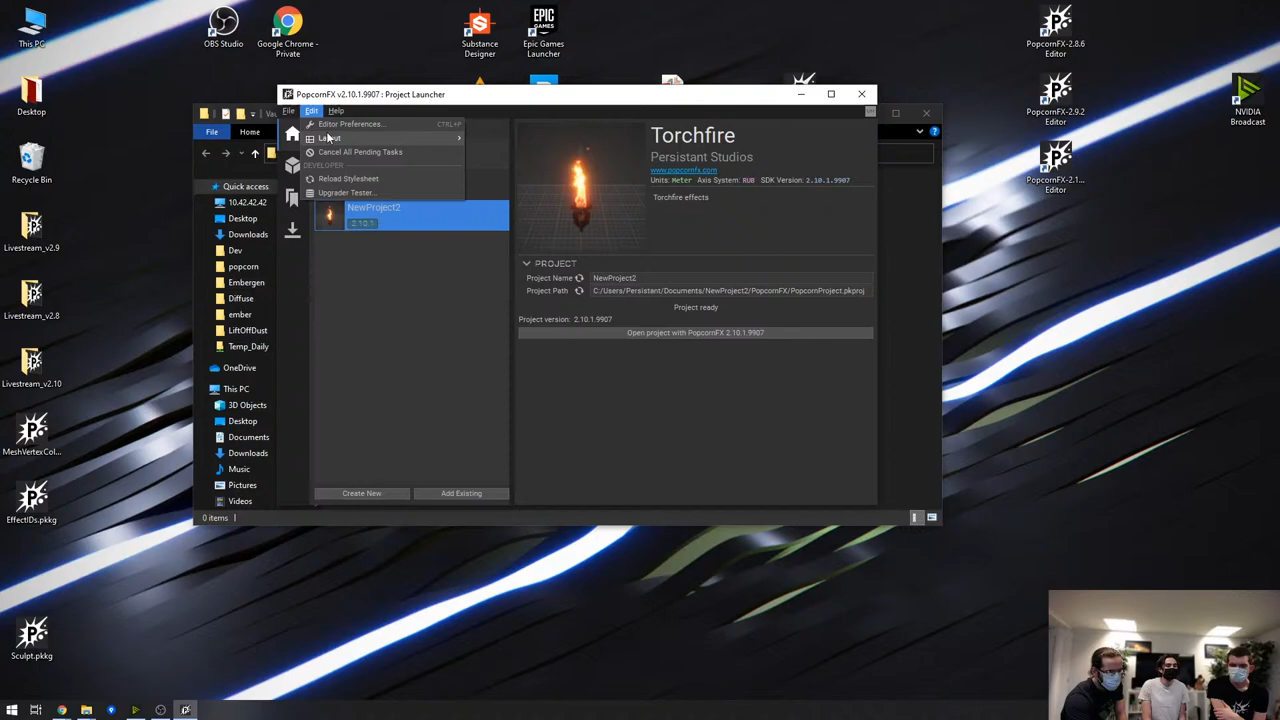 This PC
OBS Studio
Google Chrome - Private
Substance Designer
Epic Games Launcher
PopcornFX-2.8.6 Editor
Desktop
PopcornFX-2.9.2 Editor
NVIDIA Broadcast
Recycle Bin
PopcornFX-2.1... Editor
Livestream_v2.9
Livestream_v2.8
Livestream_v2.10
MeshVertexCol...
EffectIDs.pkkg
Sculpt.pkkg
PopcornFX v2.10.1.9907 : Project Launcher
File Edit Help
Editor Preferences... CTRL+P
Layout
Cancel All Pending Tasks
DEVELOPER
Reload Stylesheet
Upgrader Tester...
NewProject2
2.10.1
Create New
Add Existing
Torchfire
Persistant Studios
www.popcornfx.com
Units: Meter Axis System: RUB SDK Version: 2.10.1.9907
Torchfire effects
PROJECT
Project Name NewProject2
Project Path C:/Users/Persistant/Documents/NewProject2/PopcornFX/PopcornProject.pkproj
Project ready
Project version: 2.10.1.9907
Open project with PopcornFX 2.10.1.9907
File
Home
Quick access
10.42.42.42
Desktop
Downloads
Dev
popcorn
Embergen
Diffuse
ember
LiftOffDust
Temp_Daily
OneDrive
This PC
3D Objects
Desktop
Documents
Downloads
Music
Pictures
Videos
0 items